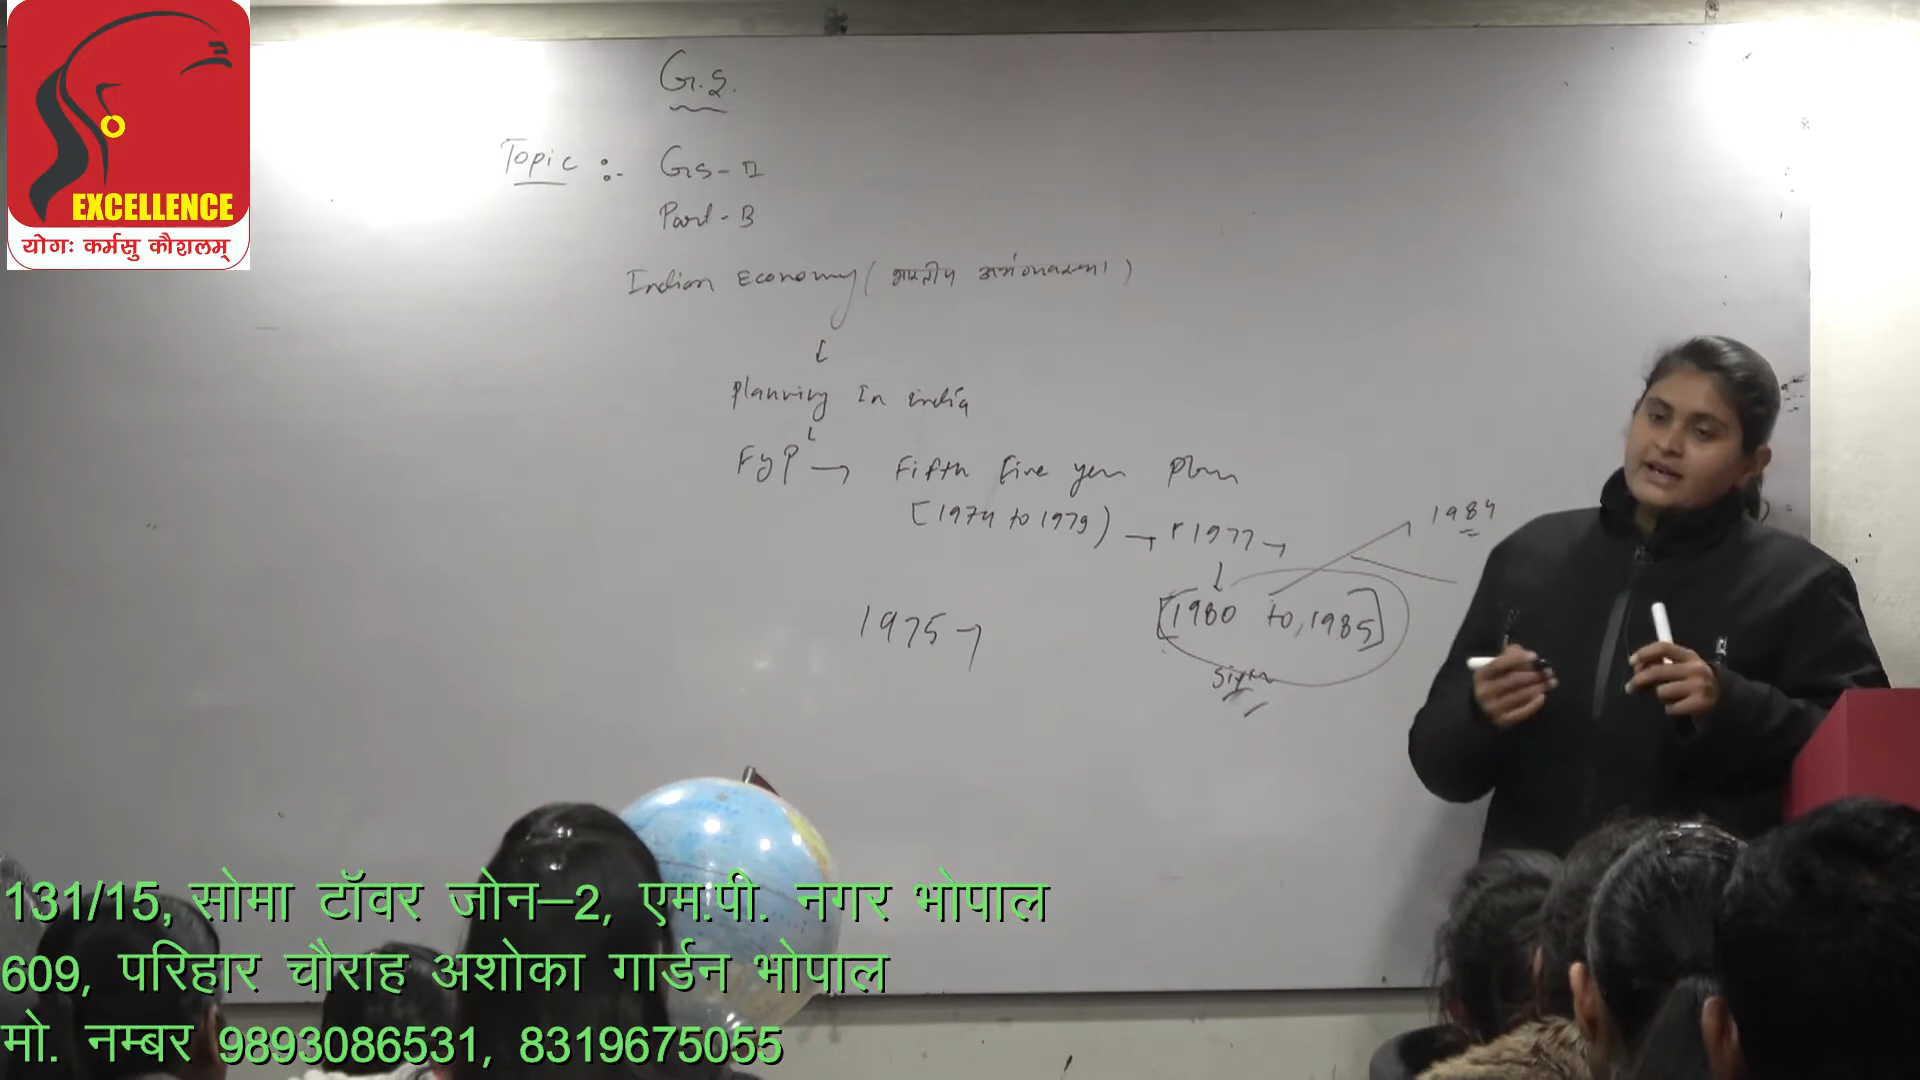 EXCELLENCE
योगः कर्मसु कौशलम्
G.S.
Topic :- GS-II
Part-B
Indian Economy (भारतीय अर्थव्यवस्था)
Planning In india
FYP → Fifth five year plan
[1974 to 1979) → 1977 →
1984
[1980 to, 1985]
1975 →
131/15, सोमा टॉवर जोन–2, एम.पी. नगर भोपाल
609, परिहार चौराह अशोका गार्डन भोपाल
मो. नम्बर 9893086531, 8319675055